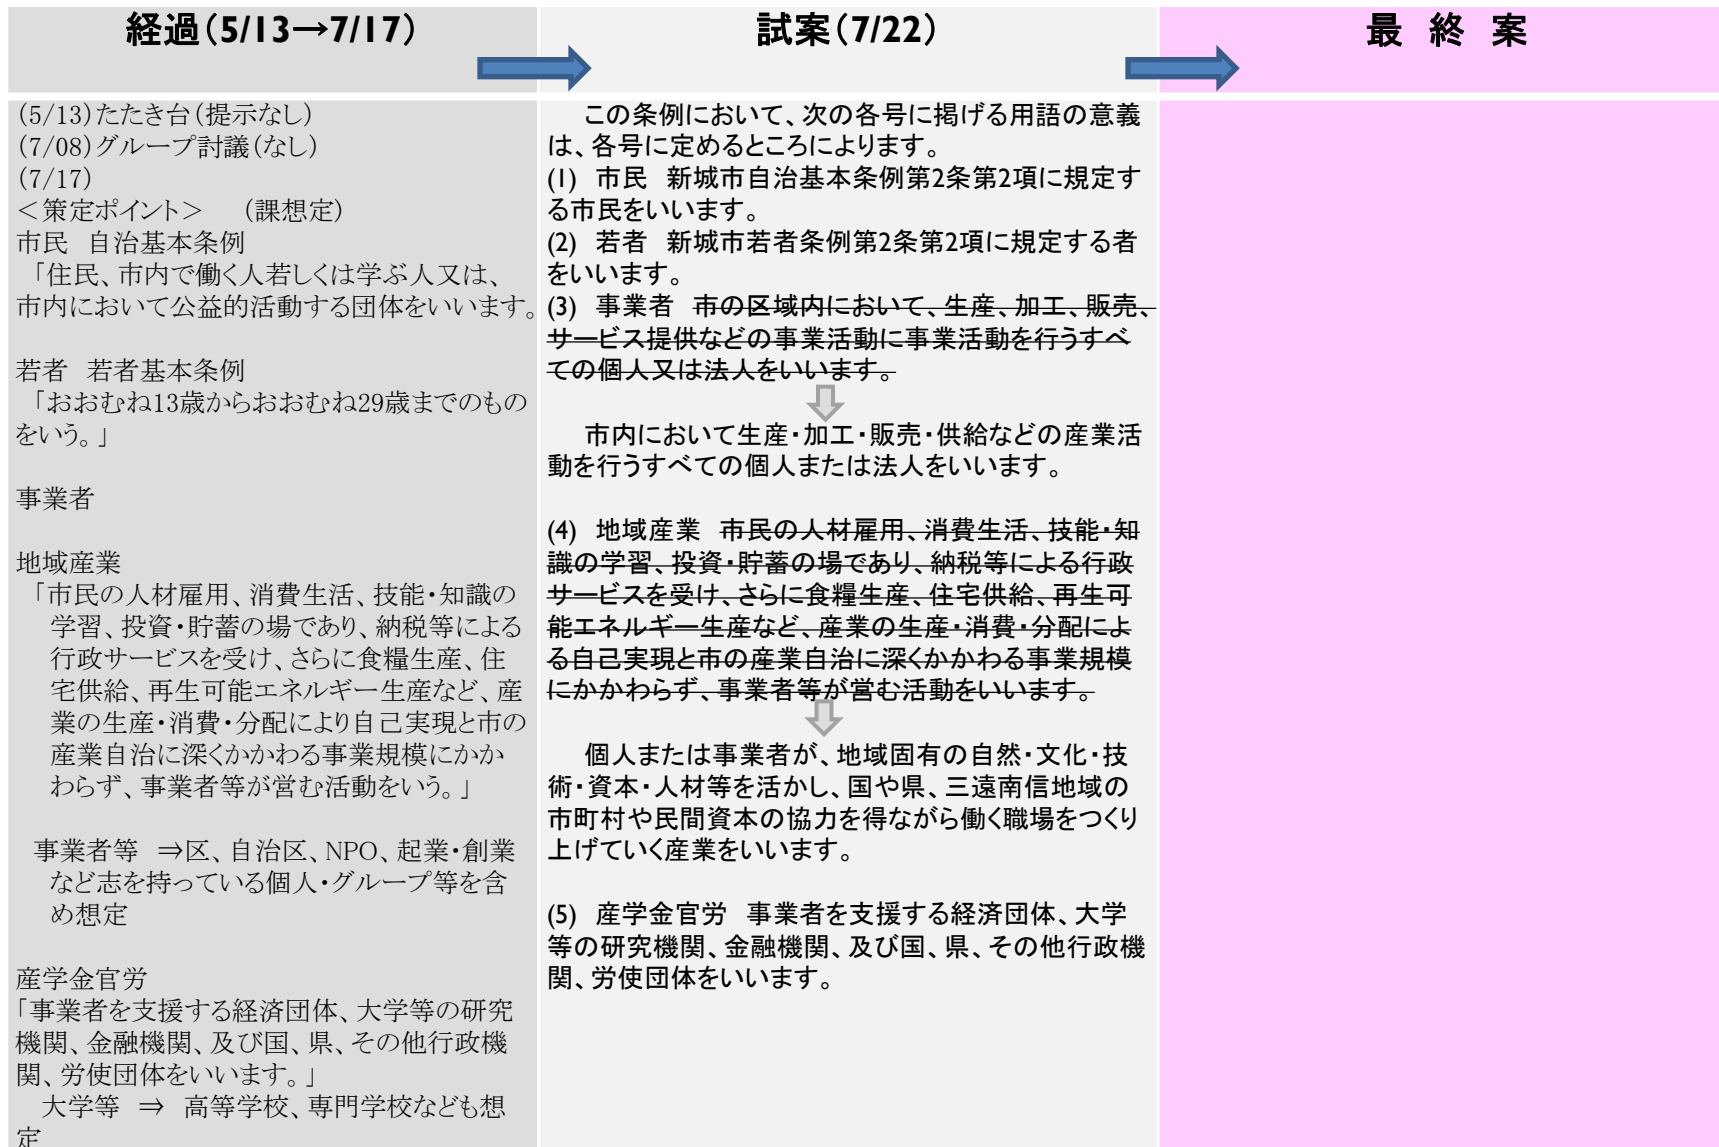 経過(5/13→7/17)
試案(7/22)
最 終 案
(5/13)たたき台(提示なし)
(7/08)グループ討議(なし)
(7/17)
<策定ポイント> (課想定)
市民 自治基本条例
「住民、市内で働く人若しくは学ぶ人又は、
市内において公益的活動する団体をいいます。
若者 若者基本条例
「おおむね13歳からおおむね29歳までのもの
をいう。」
事業者
地域産業
「市民の人材雇用、消費生活、技能・知識の
学習、投資・貯蓄の場であり、納税等による
行政サービスを受け、さらに食糧生産、住
宅供給、再生可能エネルギー生産など、産
業の生産・消費・分配により自己実現と市の
産業自治に深くかかわる事業規模にかか
わらず、事業者等が営む活動をいう。」
事業者等 ⇒区、自治区、NPO、起業・創業
など志を持っている個人・グループ等を含
め想定
産学金官労
「事業者を支援する経済団体、大学等の研究
機関、金融機関、及び国、県、その他行政機
関、労使団体をいいます。」
大学等 ⇒ 高等学校、専門学校なども想
定
この条例において、次の各号に掲げる用語の意義
は、各号に定めるところによります。
(1) 市民 新城市自治基本条例第2条第2項に規定す
る市民をいいます。
(2) 若者 新城市若者条例第2条第2項に規定する者
をいいます。
(3) 事業者 市の区域内において、生産、加工、販売、
サービス提供などの事業活動に事業活動を行うすべ
ての個人又は法人をいいます。
市内において生産・加工・販売・供給などの産業活
動を行うすべての個人または法人をいいます。
(4) 地域産業 市民の人材雇用、消費生活、技能・知
識の学習、投資・貯蓄の場であり、納税等による行政
サービスを受け、さらに食糧生産、住宅供給、再生可
能エネルギー生産など、産業の生産・消費・分配によ
る自己実現と市の産業自治に深くかかわる事業規模
にかかわらず、事業者等が営む活動をいいます。
個人または事業者が、地域固有の自然・文化・技
術・資本・人材等を活かし、国や県、三遠南信地域の
市町村や民間資本の協力を得ながら働く職場をつくり
上げていく産業をいいます。
(5) 産学金官労 事業者を支援する経済団体、大学
等の研究機関、金融機関、及び国、県、その他行政機
関、労使団体をいいます。